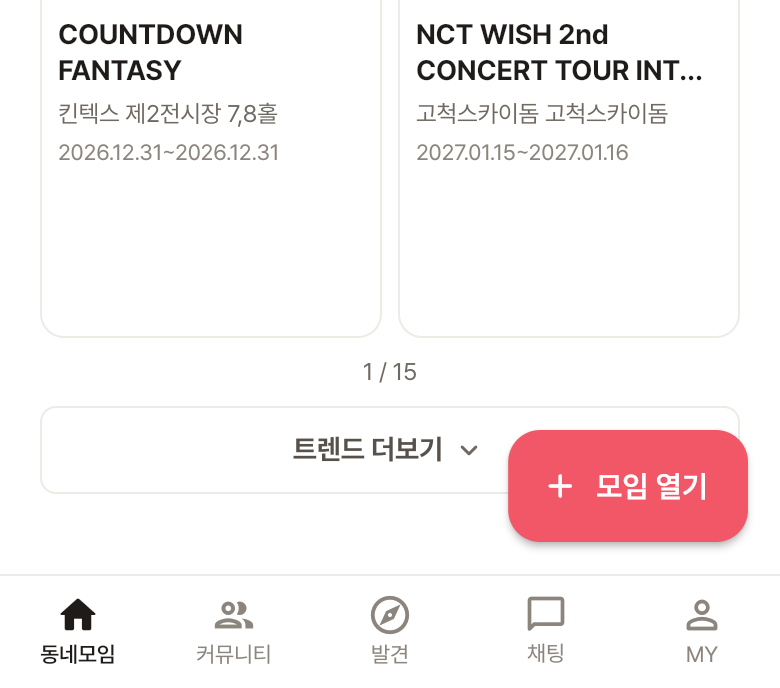 COUNTDOWN
FANTASY
킨텍스 제2전시장 7,8홀
2026.12.31~2026.12.31
NCT WISH 2nd
CONCERT TOUR INT...
고척스카이돔 고척스카이돔
2027.01.15~2027.01.16
1 / 15
트렌드 더보기
+ 모임 열기
동네모임
커뮤니티
발견
채팅
MY